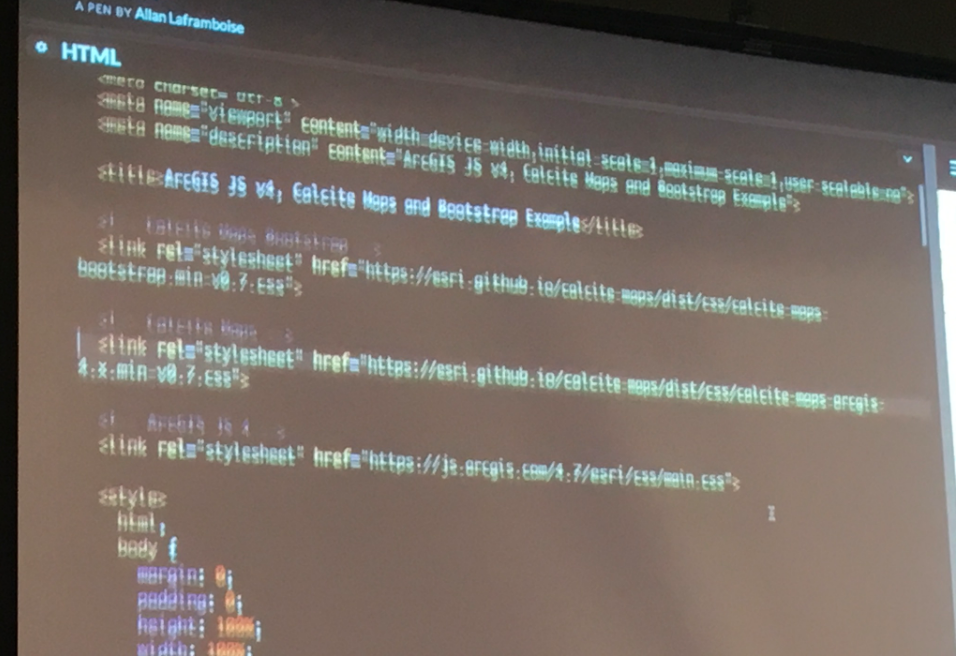 A PEN BY Allan Laframboise
HTML
<meta charset="utf-8">
<meta name="viewport" content="width=device-width,initial-scale=1,maximum-scale=1,user-scalable=no">
<meta name="description" content="ArcGIS JS v4, Calcite Maps and Bootstrap Example">
<title>ArcGIS JS v4, Calcite Maps and Bootstrap Example</title>
<!-- Calcite Maps Bootstrap -->
<link rel="stylesheet" href="https://esri.github.io/calcite-maps/dist/css/calcite-maps-
bootstrap.min-v0.7.css">
<!-- Calcite Maps -->
<link rel="stylesheet" href="https://esri.github.io/calcite-maps/dist/css/calcite-maps-arcgis-
4.x.min-v0.7.css">
<!-- ArcGIS JS 4 -->
<link rel="stylesheet" href="https://js.arcgis.com/4.7/esri/css/main.css">
<style>
html,
body {
margin: 0;
padding: 0;
height: 100%;
width: 100%;